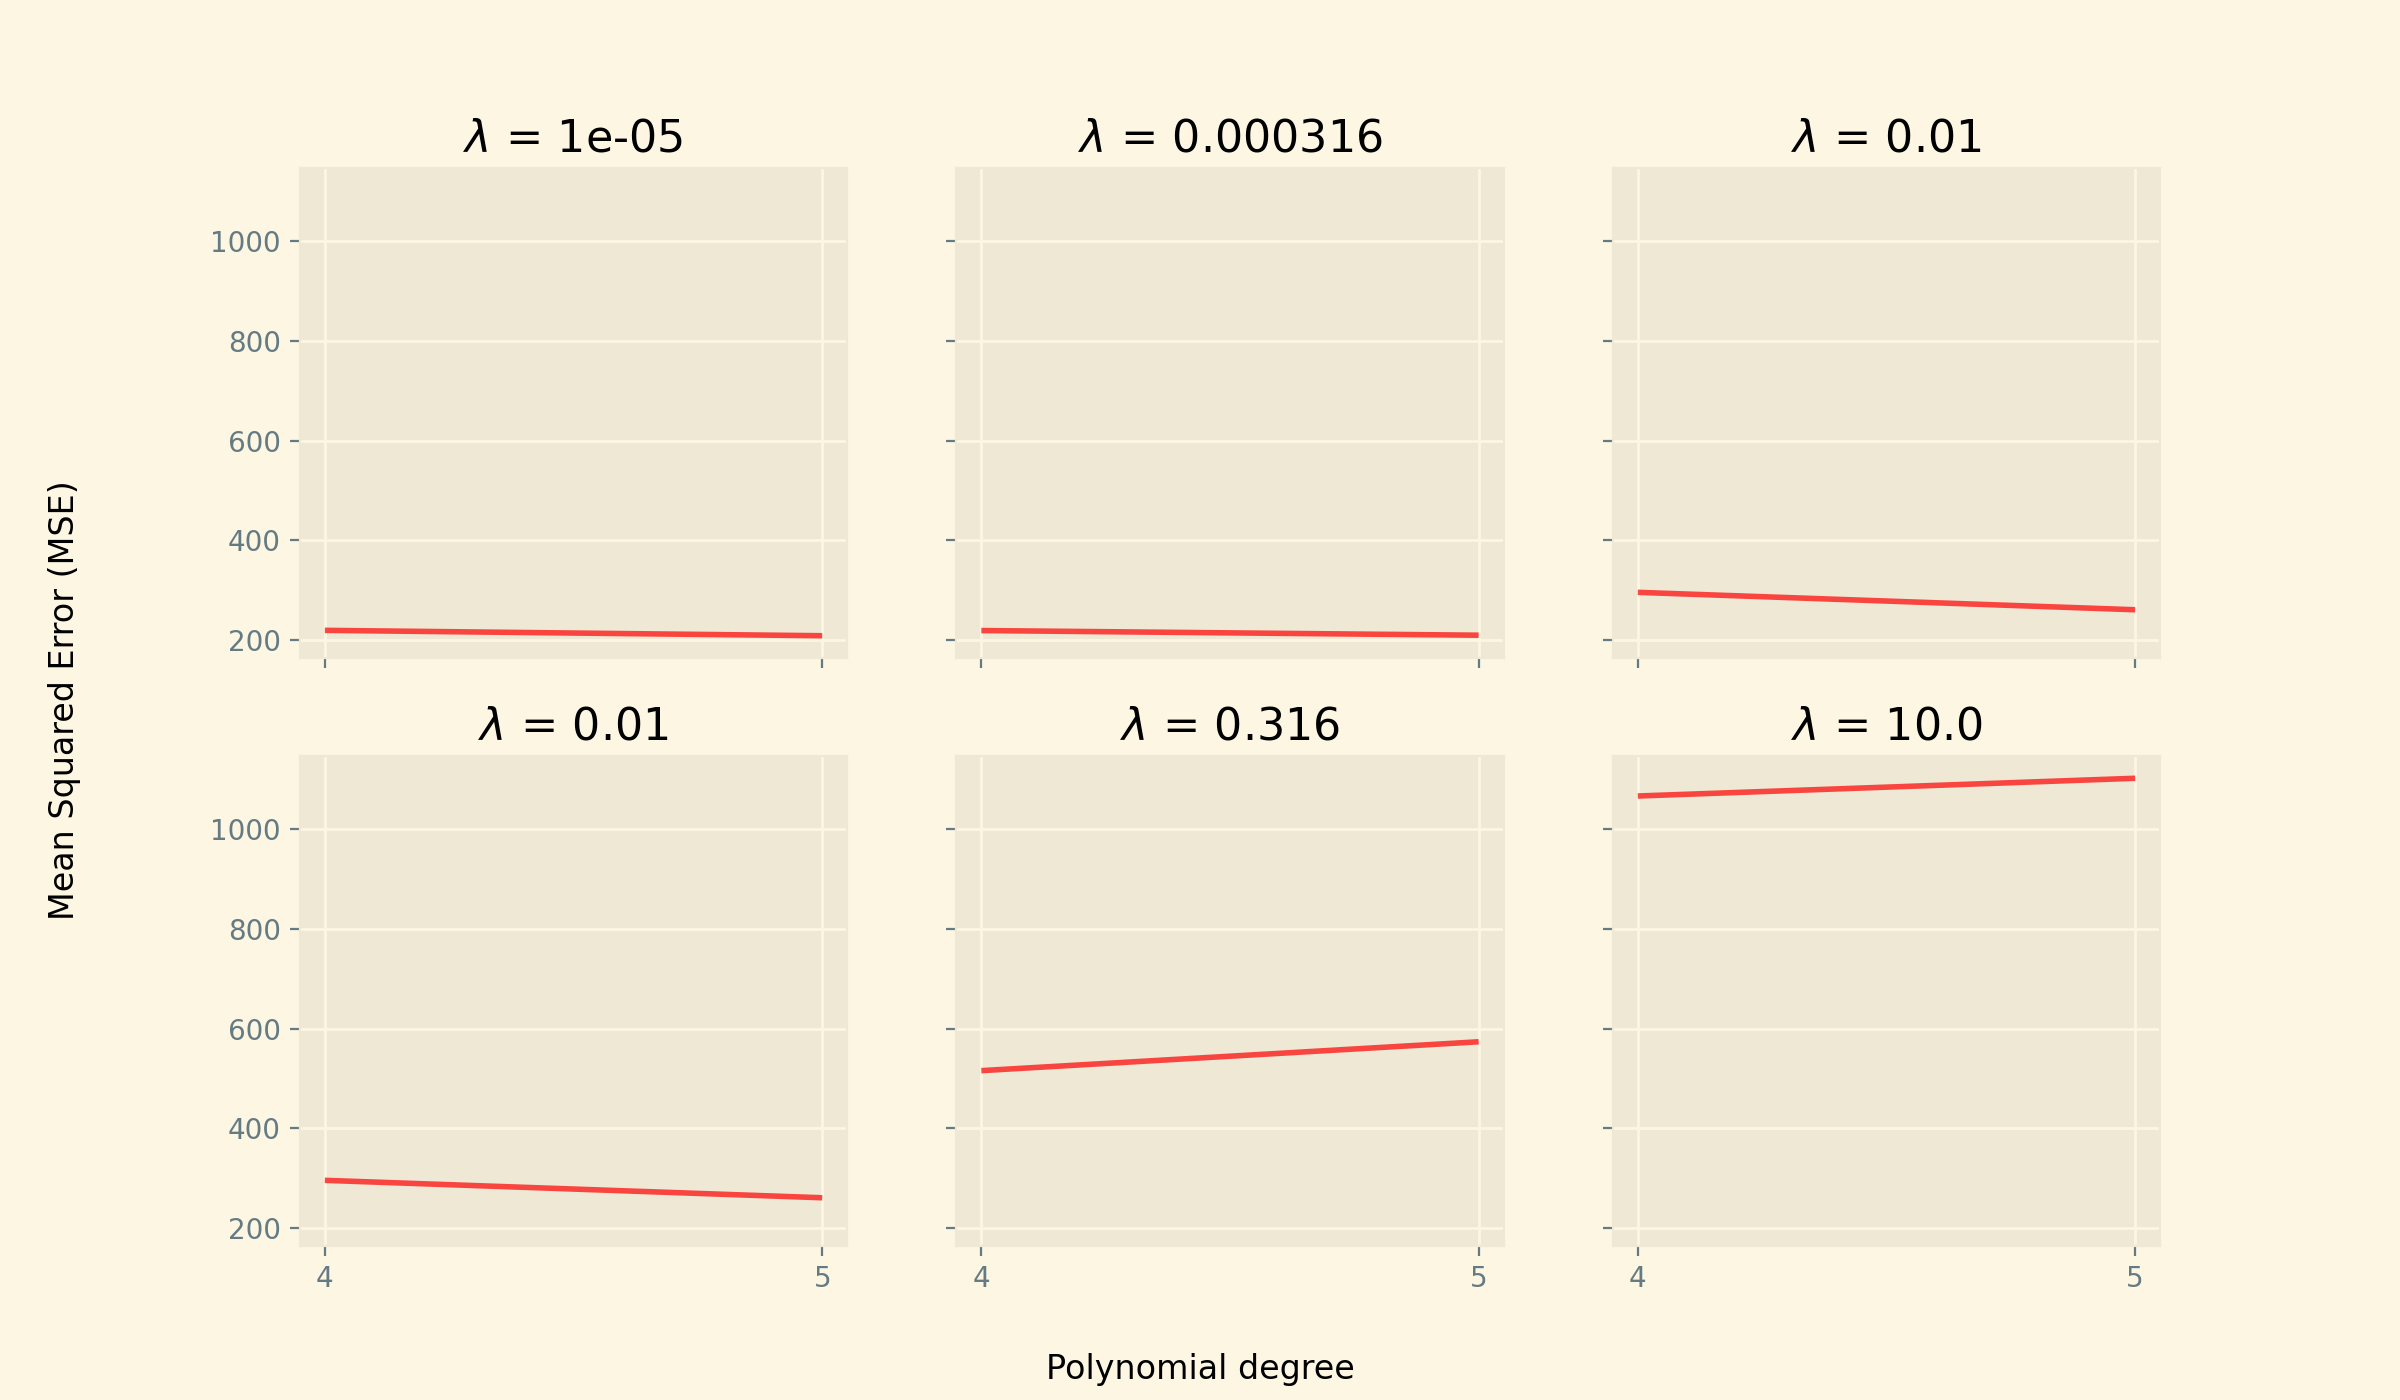 λ = 1e-05
λ = 0.000316
λ = 0.01
1000
800
600
400
200
Mean Squared Error (MSE)
λ = 0.01
λ = 0.316
λ = 10.0
1000
800
600
400
200
4 5
4 5
4 5
Polynomial degree